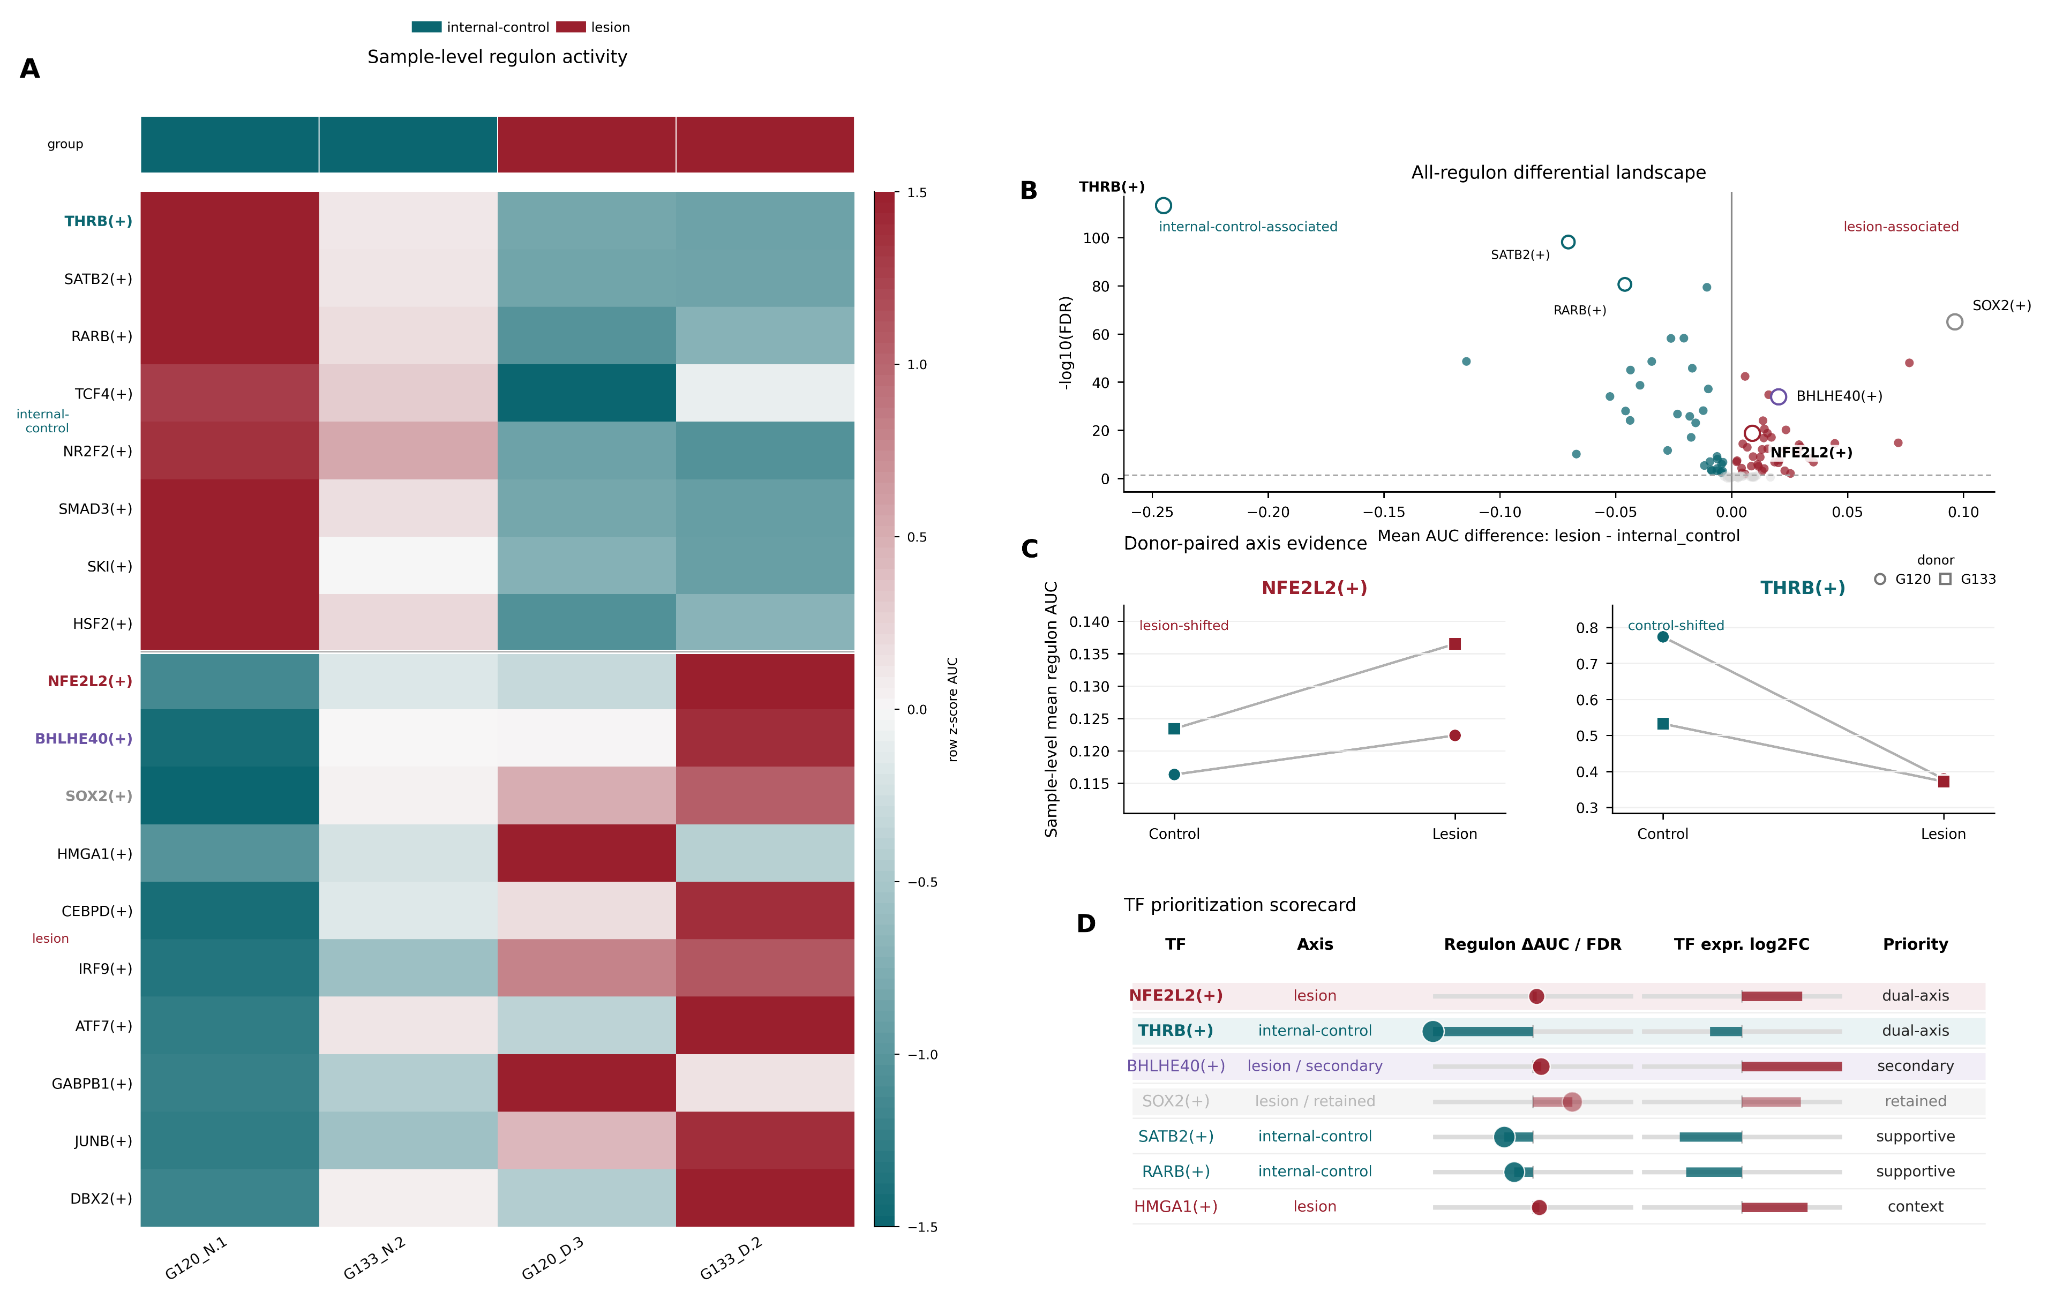 internal-control lesion
Sample-level regulon activity
A
group
THRB(+)
SATB2(+)
RARB(+)
TCF4(+)
internal-
control
NR2F2(+)
SMAD3(+)
SKI(+)
HSF2(+)
NFE2L2(+)
BHLHE40(+)
SOX2(+)
HMGA1(+)
CEBPD(+)
lesion
IRF9(+)
ATF7(+)
GABPB1(+)
JUNB(+)
DBX2(+)
G120_N.1 G133_N.2 G120_D.3 G133_D.2
1.5
1.0
0.5
0.0
−0.5
−1.0
−1.5
row z-score AUC
B
All-regulon differential landscape
THRB(+)
internal-control-associated
lesion-associated
SATB2(+)
RARB(+)
SOX2(+)
BHLHE40(+)
NFE2L2(+)
-log10(FDR)
100
80
60
40
20
0
−0.25 −0.20 −0.15 −0.10 −0.05 0.00 0.05 0.10
Mean AUC difference: lesion - internal_control
C
Donor-paired axis evidence
donor
G120 G133
NFE2L2(+)
lesion-shifted
Sample-level mean regulon AUC
0.140
0.135
0.130
0.125
0.120
0.115
Control Lesion
THRB(+)
control-shifted
0.8
0.7
0.6
0.5
0.4
0.3
Control Lesion
D
TF prioritization scorecard
TF Axis Regulon ΔAUC / FDR TF expr. log2FC Priority
NFE2L2(+) lesion dual-axis
THRB(+) internal-control dual-axis
BHLHE40(+) lesion / secondary secondary
SOX2(+) lesion / retained retained
SATB2(+) internal-control supportive
RARB(+) internal-control supportive
HMGA1(+) lesion context